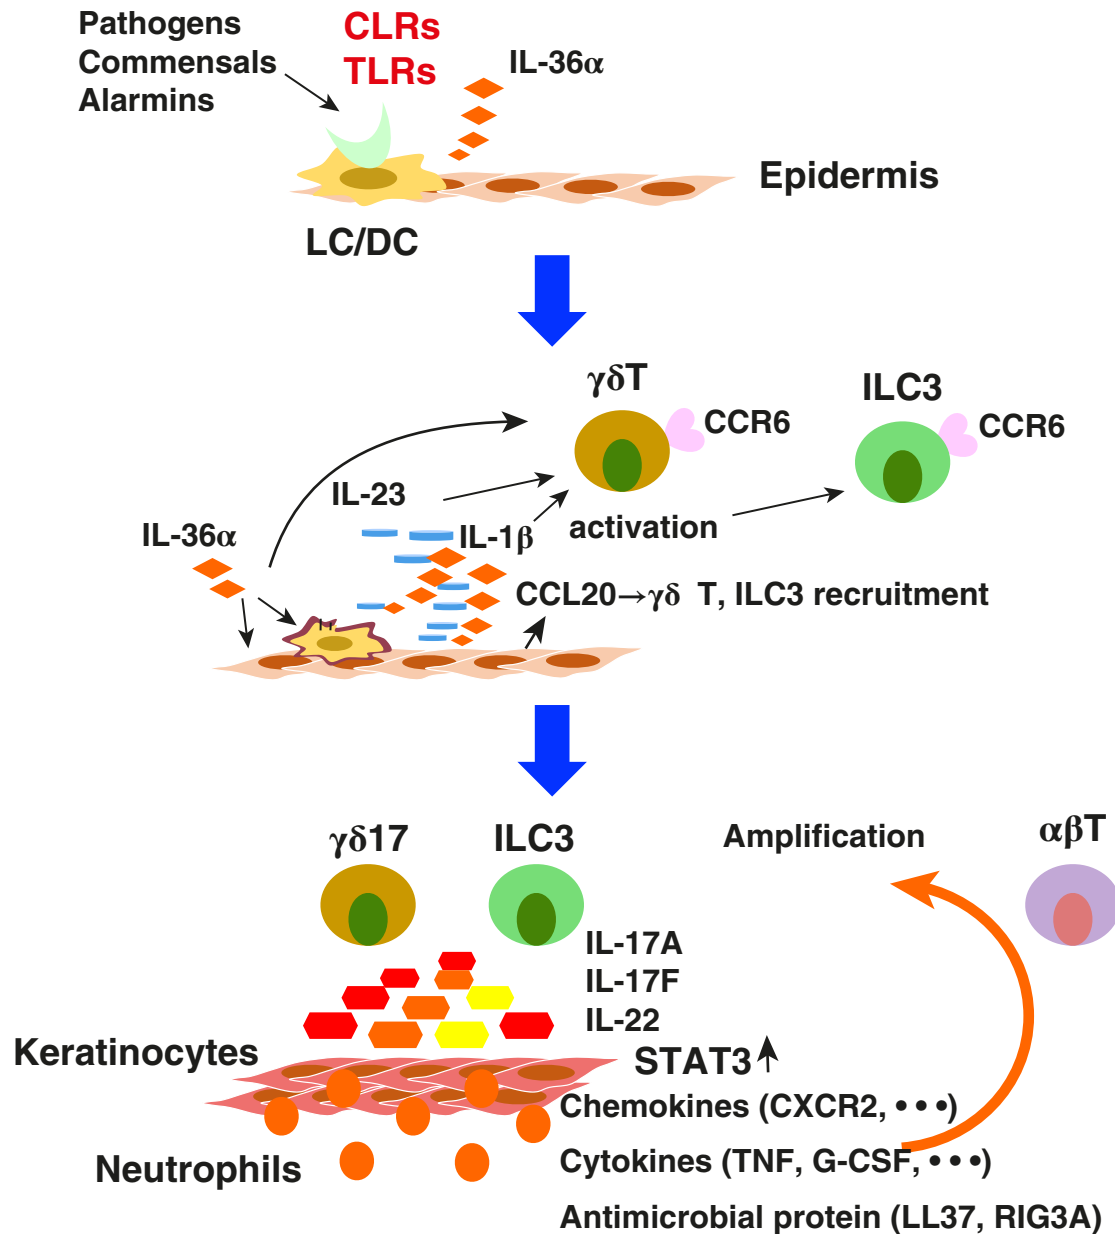 Pathogens
Commensals
Alarmins
CLRs
TLRs
IL-36α
Epidermis
LC/DC
γδT
ILC3
CCR6
CCR6
IL-23
IL-1β
activation
IL-36α
CCL20→γδ T, ILC3 recruitment
γδ17
ILC3
Amplification
αβT
IL-17A
IL-17F
IL-22
Keratinocytes
STAT3
Chemokines (CXCR2, •••)
Neutrophils
Cytokines (TNF, G-CSF, •••)
Antimicrobial protein (LL37, RIG3A)